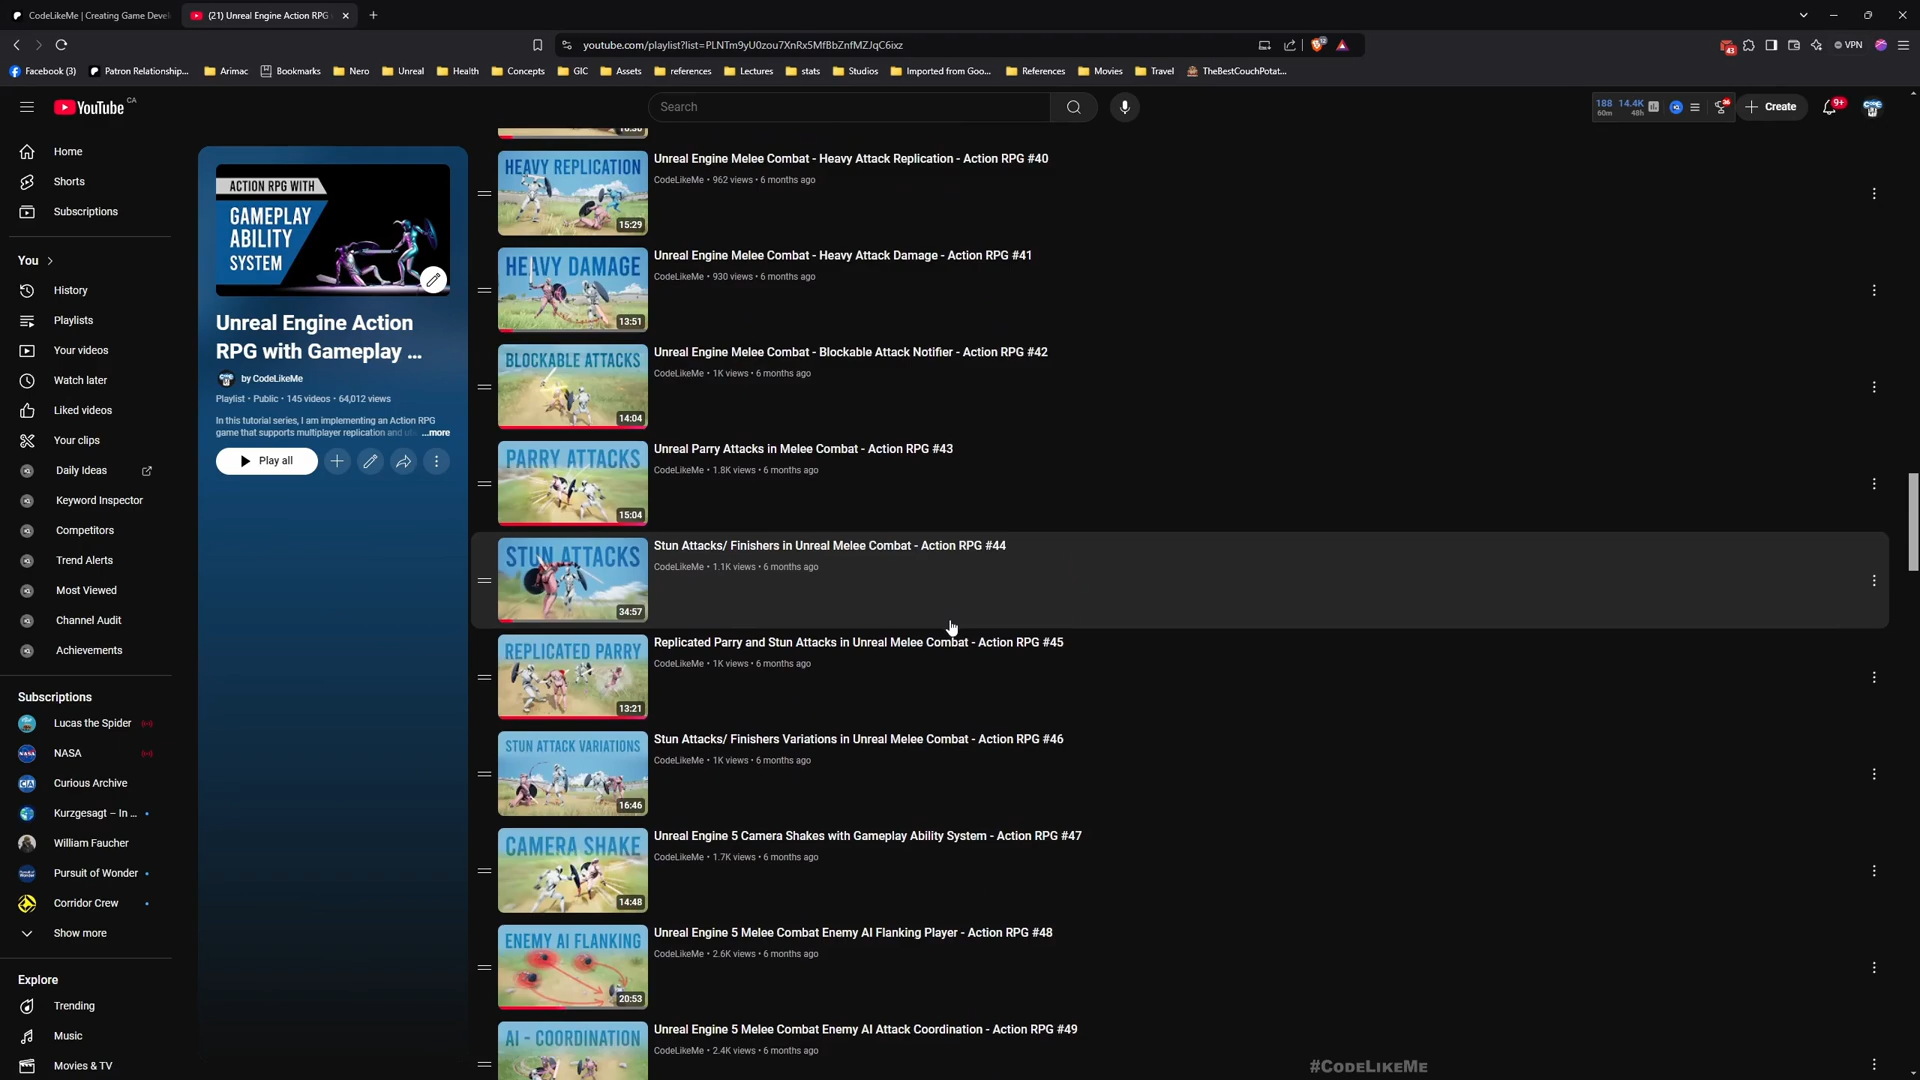 CodeLikeMe | Creating Game Devel
(21) Unreal Engine Action RPG
youtube.com/playlist?list=PLNTm9yU0zou7XnRx5MfBbZnfMZJqC6ixz
12
43
VPN
Facebook (3)
Patron Relationship...
Arimac
Bookmarks
Nero
Unreal
Health
Concepts
GIC
Assets
references
Lectures
stats
Studios
Imported from Goo...
References
Movies
Travel
TheBestCouchPotat...
YouTube
CA
Search
188
60m
14.4K
48h
36
Create
9+
Home
Shorts
Subscriptions
You
History
Playlists
Your videos
Watch later
Liked videos
Your clips
Daily Ideas
Keyword Inspector
Competitors
Trend Alerts
Most Viewed
Channel Audit
Achievements
Subscriptions
Lucas the Spider
NASA
Curious Archive
Kurzgesagt – In ...
William Faucher
Pursuit of Wonder
Corridor Crew
Show more
Explore
Trending
Music
Movies & TV
ACTION RPG WITH
GAMEPLAY
ABILITY
SYSTEM
Unreal Engine Action
RPG with Gameplay ...
by CodeLikeMe
Playlist • Public • 145 videos • 64,012 views
In this tutorial series, I am implementing an Action RPG
game that supports multiplayer replication and
...more
Play all
HEAVY REPLICATION
15:29
Unreal Engine Melee Combat - Heavy Attack Replication - Action RPG #40
CodeLikeMe • 962 views • 6 months ago
HEAVY DAMAGE
13:51
Unreal Engine Melee Combat - Heavy Attack Damage - Action RPG #41
CodeLikeMe • 930 views • 6 months ago
BLOCKABLE ATTACKS
14:04
Unreal Engine Melee Combat - Blockable Attack Notifier - Action RPG #42
CodeLikeMe • 1K views • 6 months ago
PARRY ATTACKS
15:04
Unreal Parry Attacks in Melee Combat - Action RPG #43
CodeLikeMe • 1.8K views • 6 months ago
STUN ATTACKS
34:57
Stun Attacks/ Finishers in Unreal Melee Combat - Action RPG #44
CodeLikeMe • 1.1K views • 6 months ago
REPLICATED PARRY
13:21
Replicated Parry and Stun Attacks in Unreal Melee Combat - Action RPG #45
CodeLikeMe • 1K views • 6 months ago
STUN ATTACK VARIATIONS
16:46
Stun Attacks/ Finishers Variations in Unreal Melee Combat - Action RPG #46
CodeLikeMe • 1K views • 6 months ago
CAMERA SHAKE
14:48
Unreal Engine 5 Camera Shakes with Gameplay Ability System - Action RPG #47
CodeLikeMe • 1.7K views • 6 months ago
ENEMY AI FLANKING
20:53
Unreal Engine 5 Melee Combat Enemy AI Flanking Player - Action RPG #48
CodeLikeMe • 2.6K views • 6 months ago
AI - COORDINATION
Unreal Engine 5 Melee Combat Enemy AI Attack Coordination - Action RPG #49
CodeLikeMe • 2.4K views • 6 months ago
#CodeLikeMe